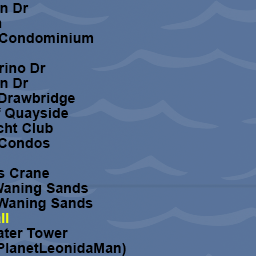 n Dr
Condominium
rino Dr
n Dr
Drawbridge
Quayside
cht Club
Condos
s Crane
Waning Sands
Waning Sands
ll
ater Tower
PlanetLeonidaMan)